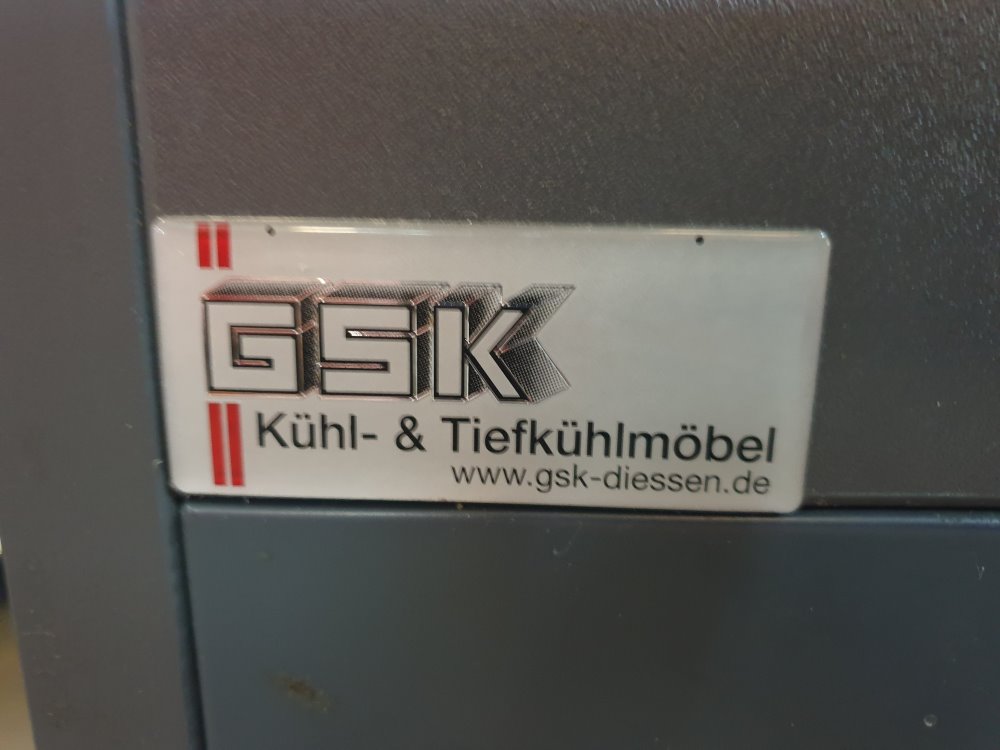 GSK
Kühl- & Tiefkühlmöbel
www.gsk-diessen.de